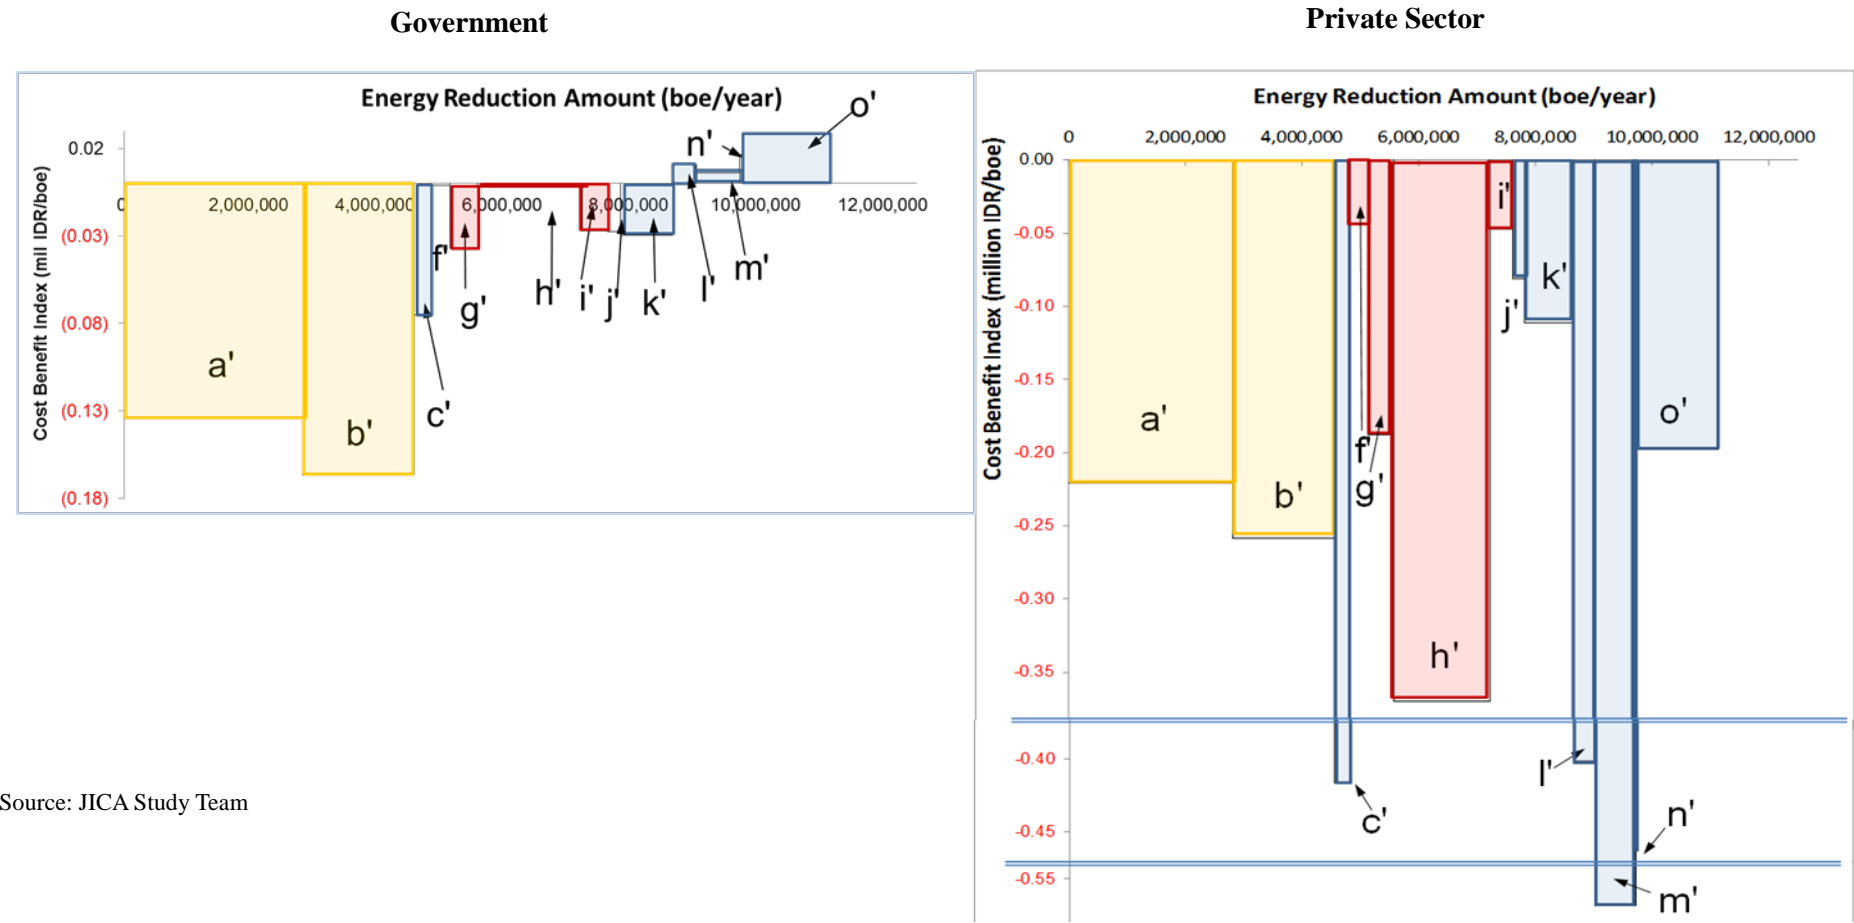 Government
Private Sector
Energy Reduction Amount (boe/year)
Cost Benefit Index (mil IDR/boe)
0.02
0
2,000,000
4,000,000
6,000,000
8,000,000
10,000,000
12,000,000
(0.03)
(0.08)
(0.13)
(0.18)
a'
b'
c'
f'
g'
h'
i'
j'
k'
l'
m'
n'
o'
Energy Reduction Amount (boe/year)
Cost Benefit Index (million IDR/boe)
0
2,000,000
4,000,000
6,000,000
8,000,000
10,000,000
12,000,000
0.00
-0.05
-0.10
-0.15
-0.20
-0.25
-0.30
-0.35
-0.40
-0.45
-0.55
a'
b'
c'
f'
g'
h'
i'
j'
k'
l'
m'
n'
o'
Source: JICA Study Team